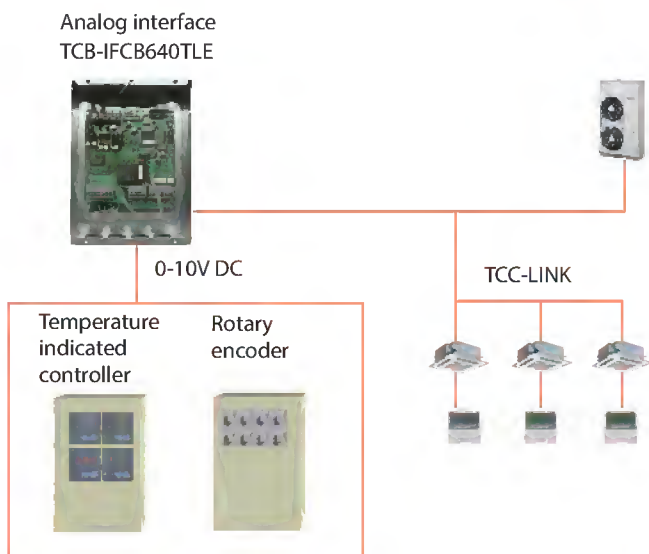 Analog interface
TCB-IFCB640TLE
0-10V DC
TCC-LINK
Temperature
indicated
controller
Rotary
encoder